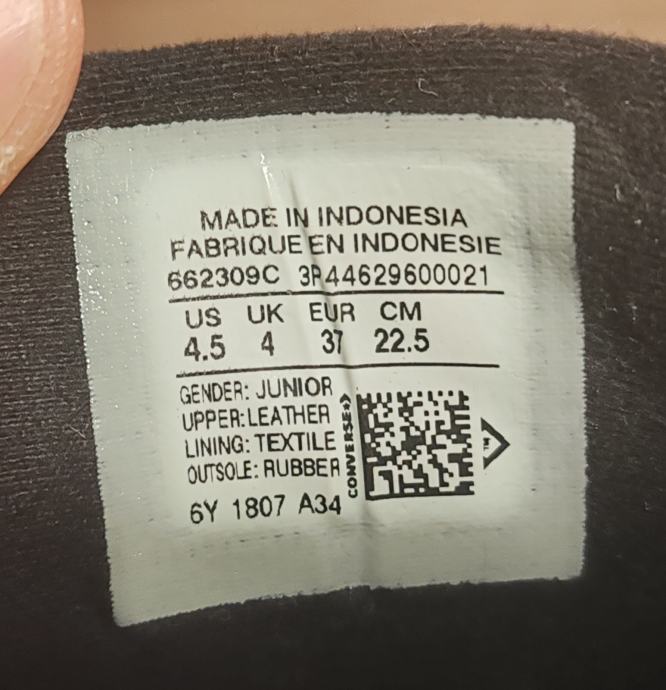 MADE IN INDONESIA
FABRIQUE EN INDONESIE
662309C 3P44629600021
US UK EUR CM
4.5 4 37 22.5
GENDER: JUNIOR
UPPER: LEATHER
LINING: TEXTILE
OUTSOLE: RUBBER
CONVERSE
6Y 1807 A34
TM